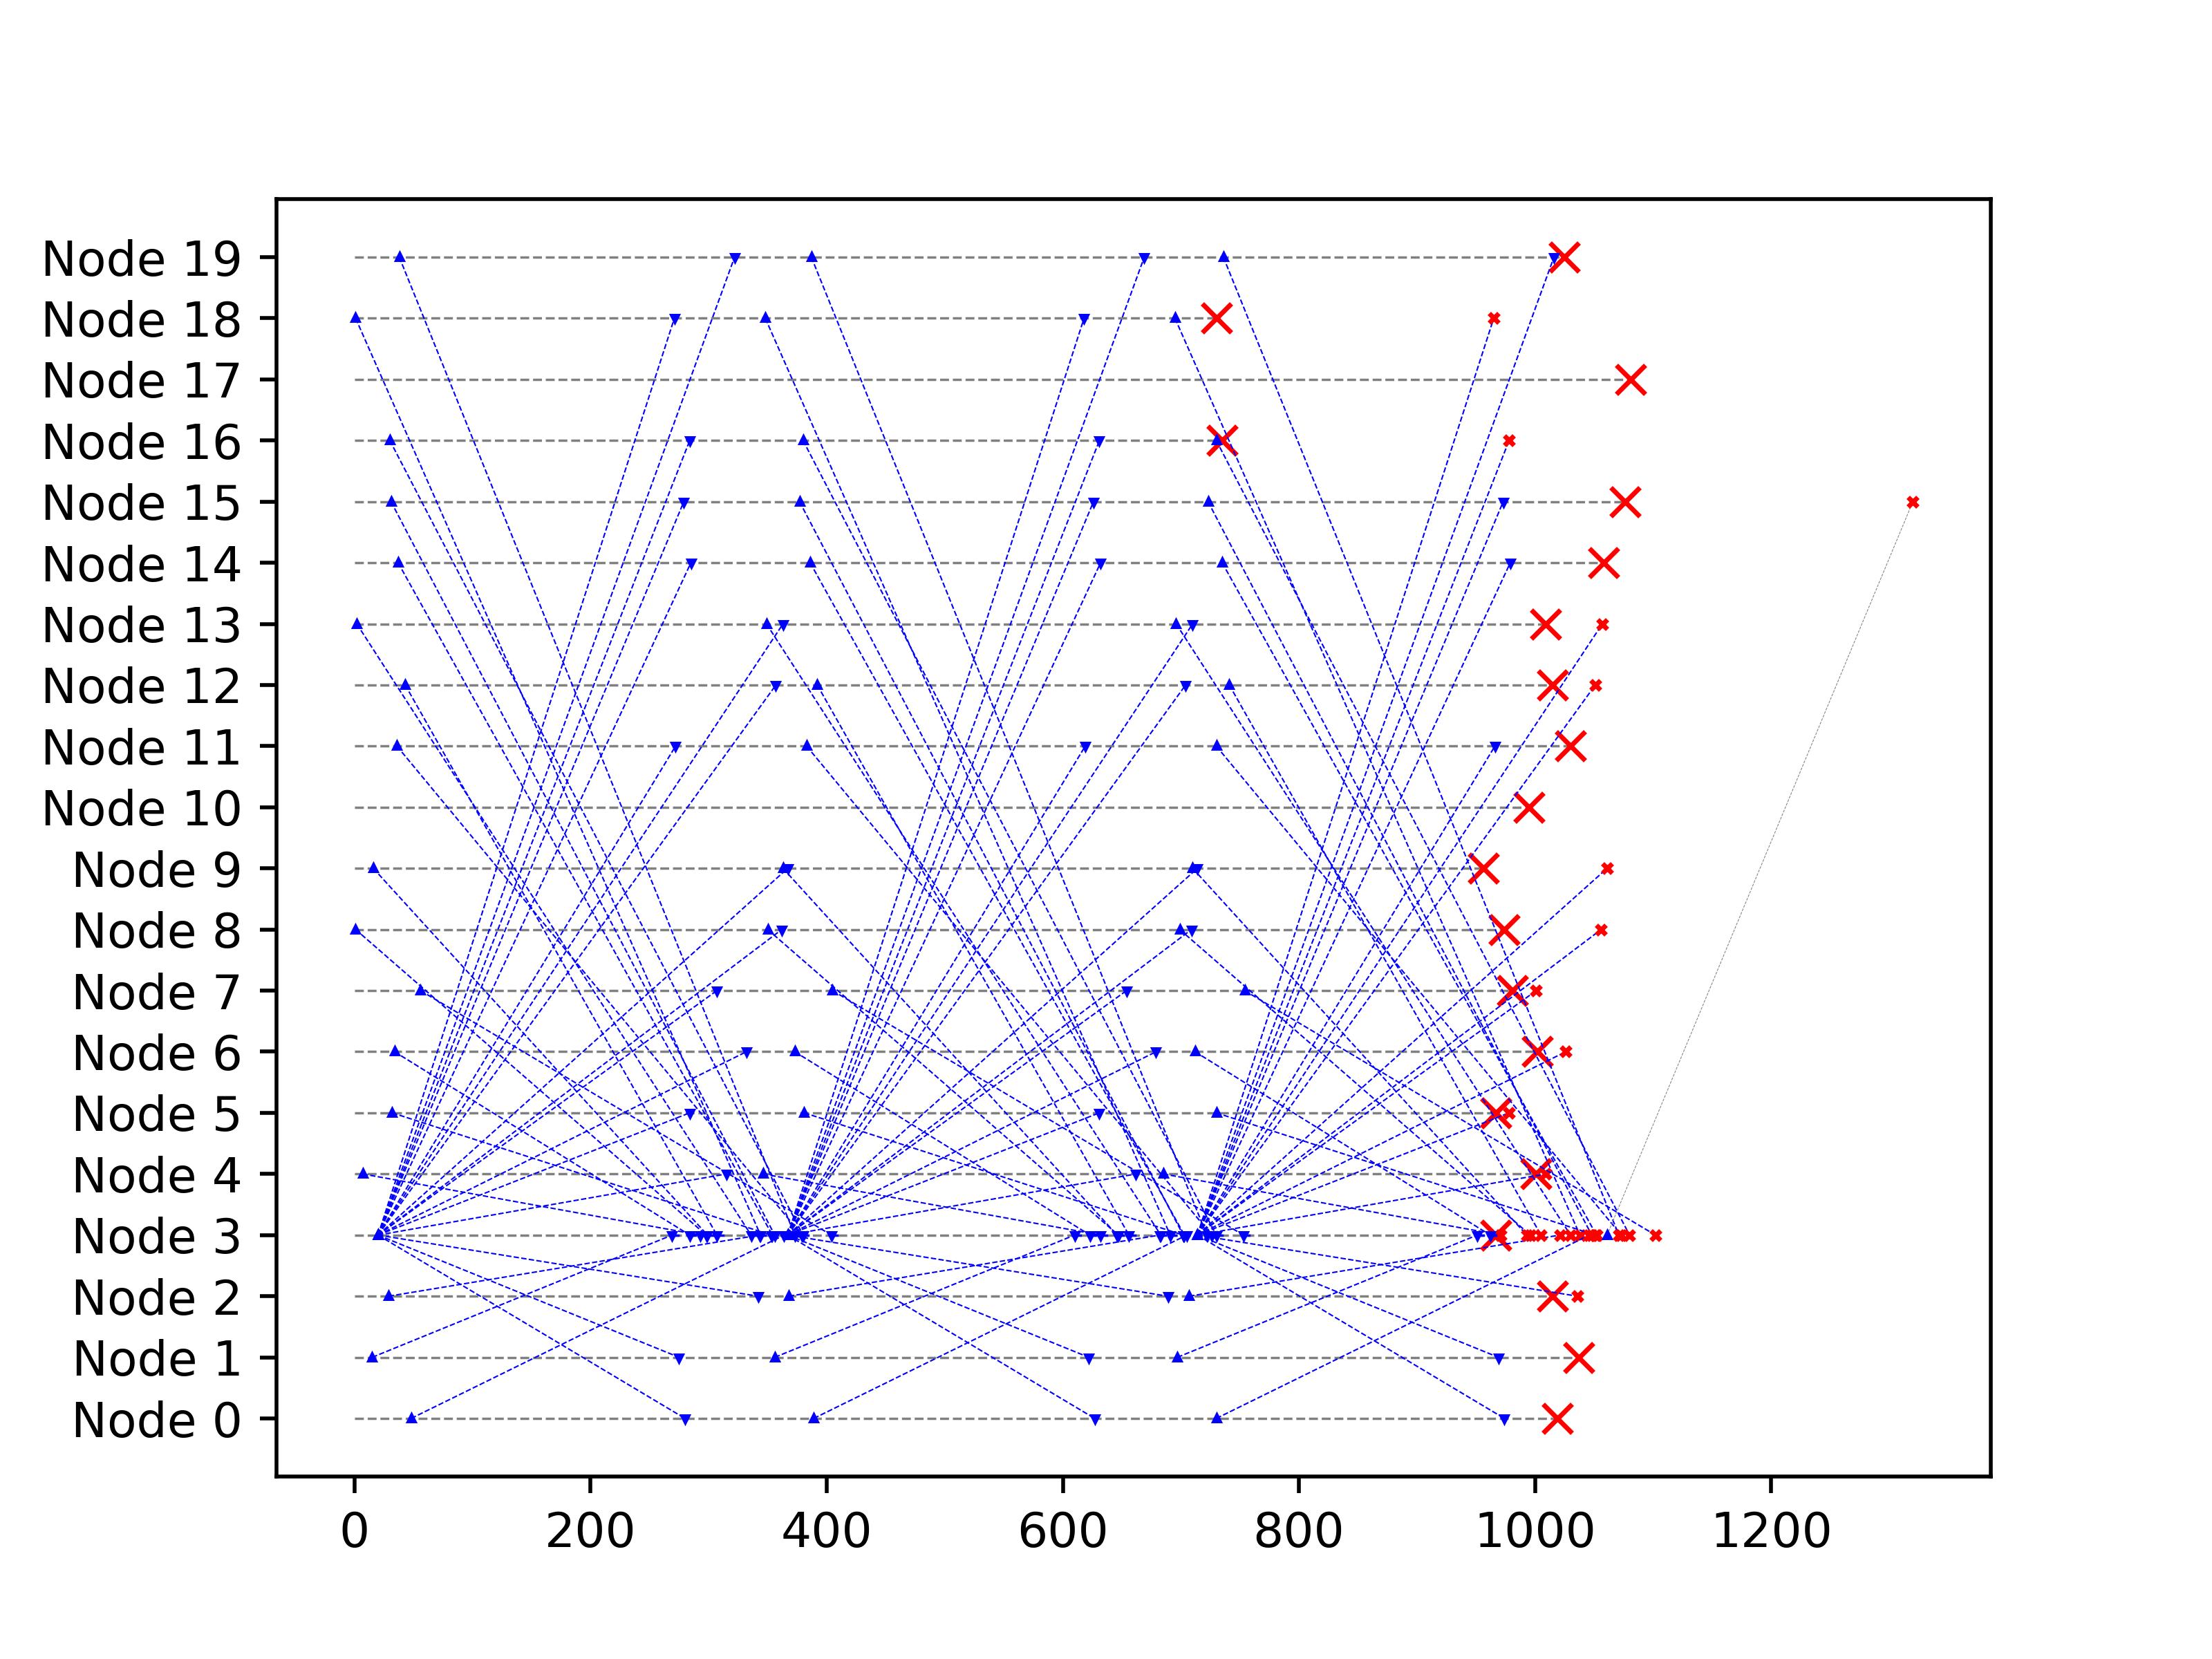 Node 19
Node 18
Node 17
Node 16
Node 15
Node 14
Node 13
Node 12
Node 11
Node 10
Node 9
Node 8
Node 7
Node 6
Node 5
Node 4
Node 3
Node 2
Node 1
Node 0
0 200 400 600 800 1000 1200